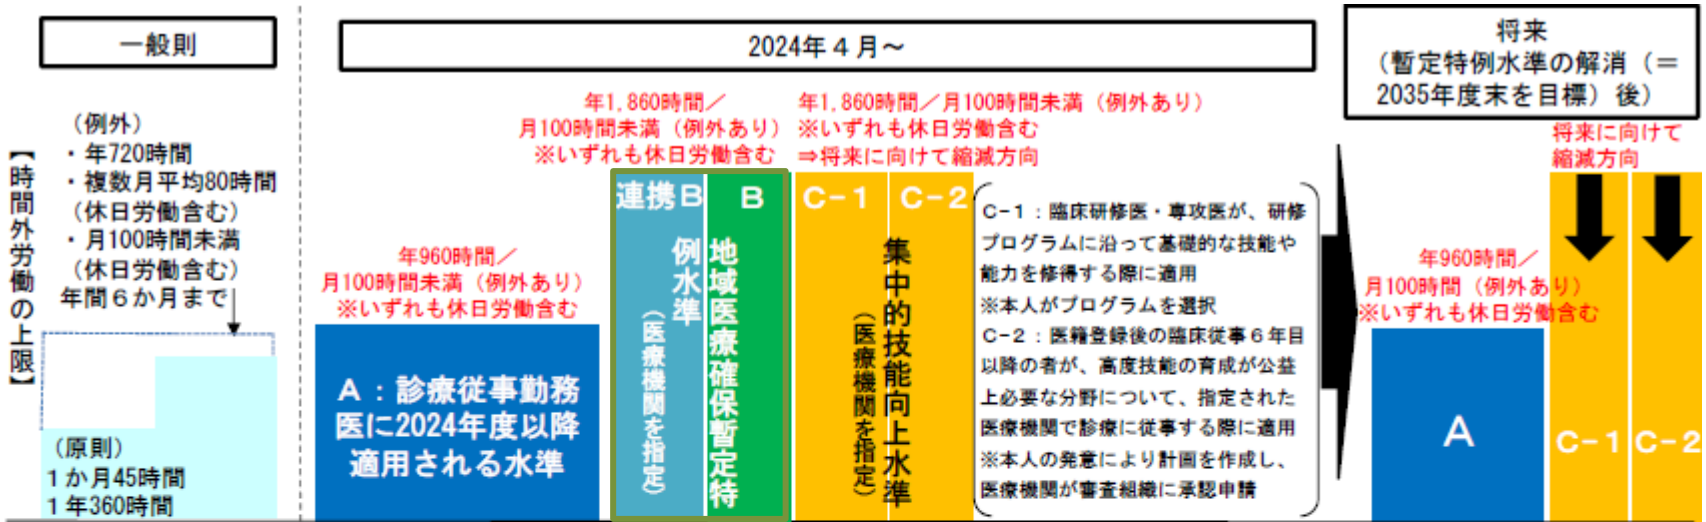 一般則
2024年４月～
将来
（暫定特例水準の解消（＝
2035年度末を目標）後）
【時間外労働の上限】
（例外）
・年720時間
・複数月平均80時間
（休日労働含む）
・月100時間未満
（休日労働含む）
年間６か月まで
（原則）
１か月45時間
１年360時間
年960時間／
月100時間未満（例外あり）
※いずれも休日労働含む
Ａ：診療従事勤務
医に2024年度以降
適用される水準
年1,860時間／
月100時間未満（例外あり）
※いずれも休日労働含む
連携Ｂ
Ｂ
地域医療確保暫定特
例水準
（医療機関を指定）
年1,860時間／月100時間未満（例外あり）
※いずれも休日労働含む
⇒将来に向けて縮減方向
Ｃ-１
Ｃ-２
集中的技能向上水準
（医療機関を指定）
Ｃ-１：臨床研修医・専攻医が、研修
プログラムに沿って基礎的な技能や
能力を修得する際に適用
※本人がプログラムを選択
Ｃ-２：医籍登録後の臨床従事６年目
以降の者が、高度技能の育成が公益
上必要な分野について、指定された
医療機関で診療に従事する際に適用
※本人の発意により計画を作成し、
医療機関が審査組織に承認申請
将来に向けて
縮減方向
年960時間／
月100時間（例外あり）
※いずれも休日労働含む
Ａ
Ｃ-１
Ｃ-２